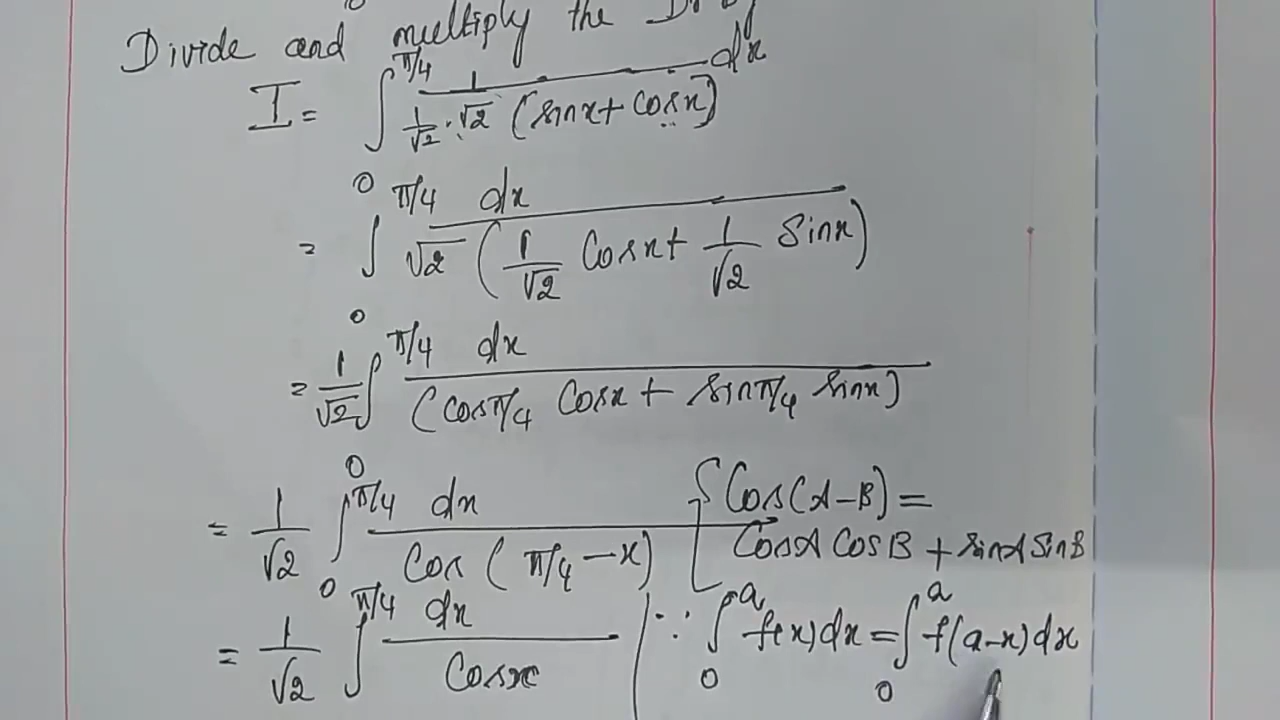 Divide and multiply the
I = ∫₀^π/4 1/(1/√2 · √2 (sinx + cosx)) dx
= ∫₀^π/4 dx/(√2 (1/√2 cosx + 1/√2 sinx))
= 1/√2 ∫₀^π/4 dx/(cosπ/4 cosx + sinπ/4 sinx)
= 1/√2 ∫₀^π/4 dx/cos(π/4 - x) [cos(A-B) =
cosA cosB + sinA sinB
= 1/√2 ∫^π/4 dx/cosx | ∵ ∫₀^a f(x)dx = ∫₀^a f(a-x)dx